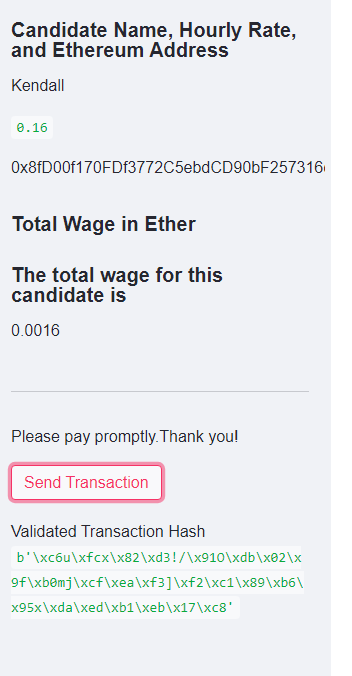 Candidate Name, Hourly Rate,
and Ethereum Address
Kendall
0.16
0x8fD00f170FDf3772C5ebdCD90bF257316
Total Wage in Ether
The total wage for this
candidate is
0.0016
Please pay promptly.Thank you!
Send Transaction
Validated Transaction Hash
b'\xc6u\xfcx\x82\xd3!/\x91O\xdb\x02\x
9f\xb0mj\xcf\xea\xf3]\xf2\xc1\x89\xb6\
x95x\xda\xed\xb1\xeb\x17\xc8'